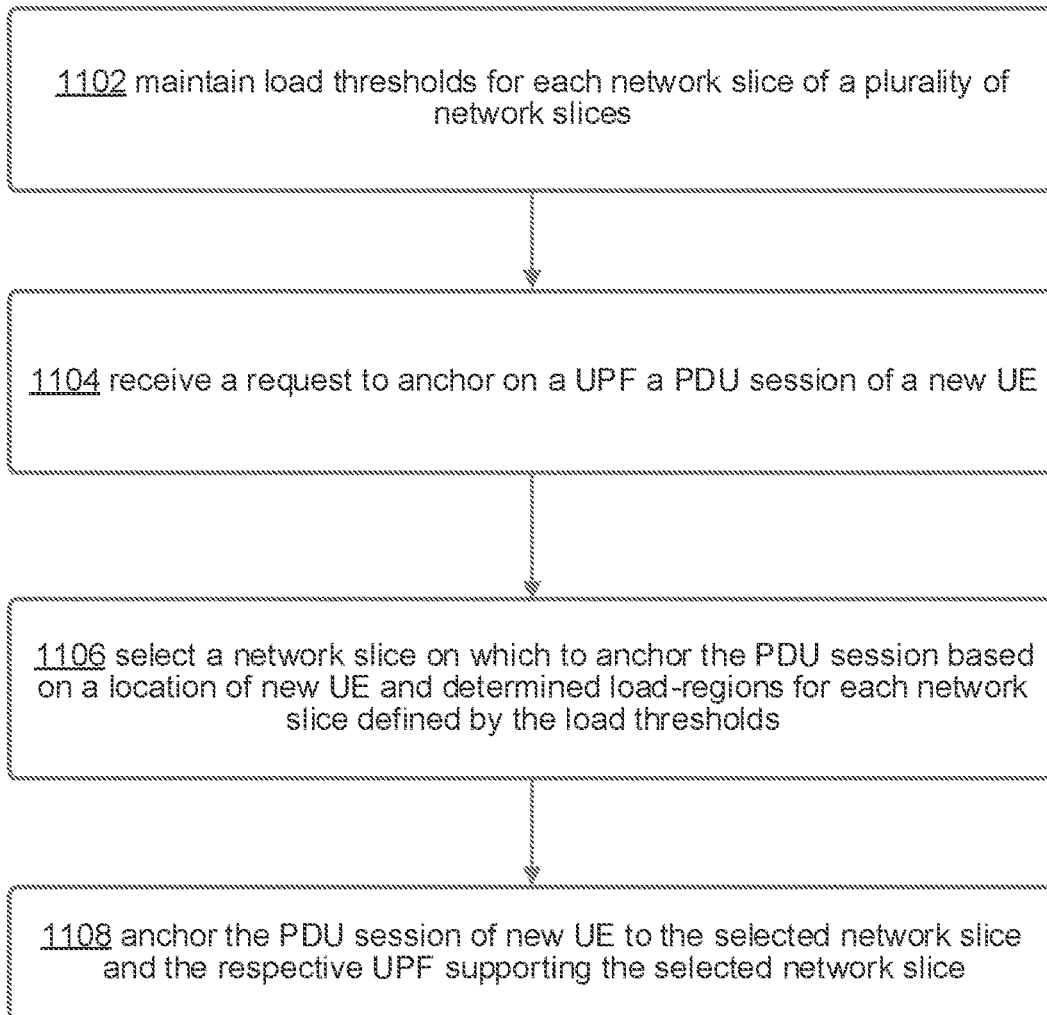 1102 maintain load thresholds for each network slice of a plurality of
network slices
1104 receive a request to anchor on a UPF a PDU session of a new UE
1106 select a network slice on which to anchor the PDU session based
on a location of new UE and determined load-regions for each network
slice defined by the load thresholds
1108 anchor the PDU session of new UE to the selected network slice
and the respective UPF supporting the selected network slice